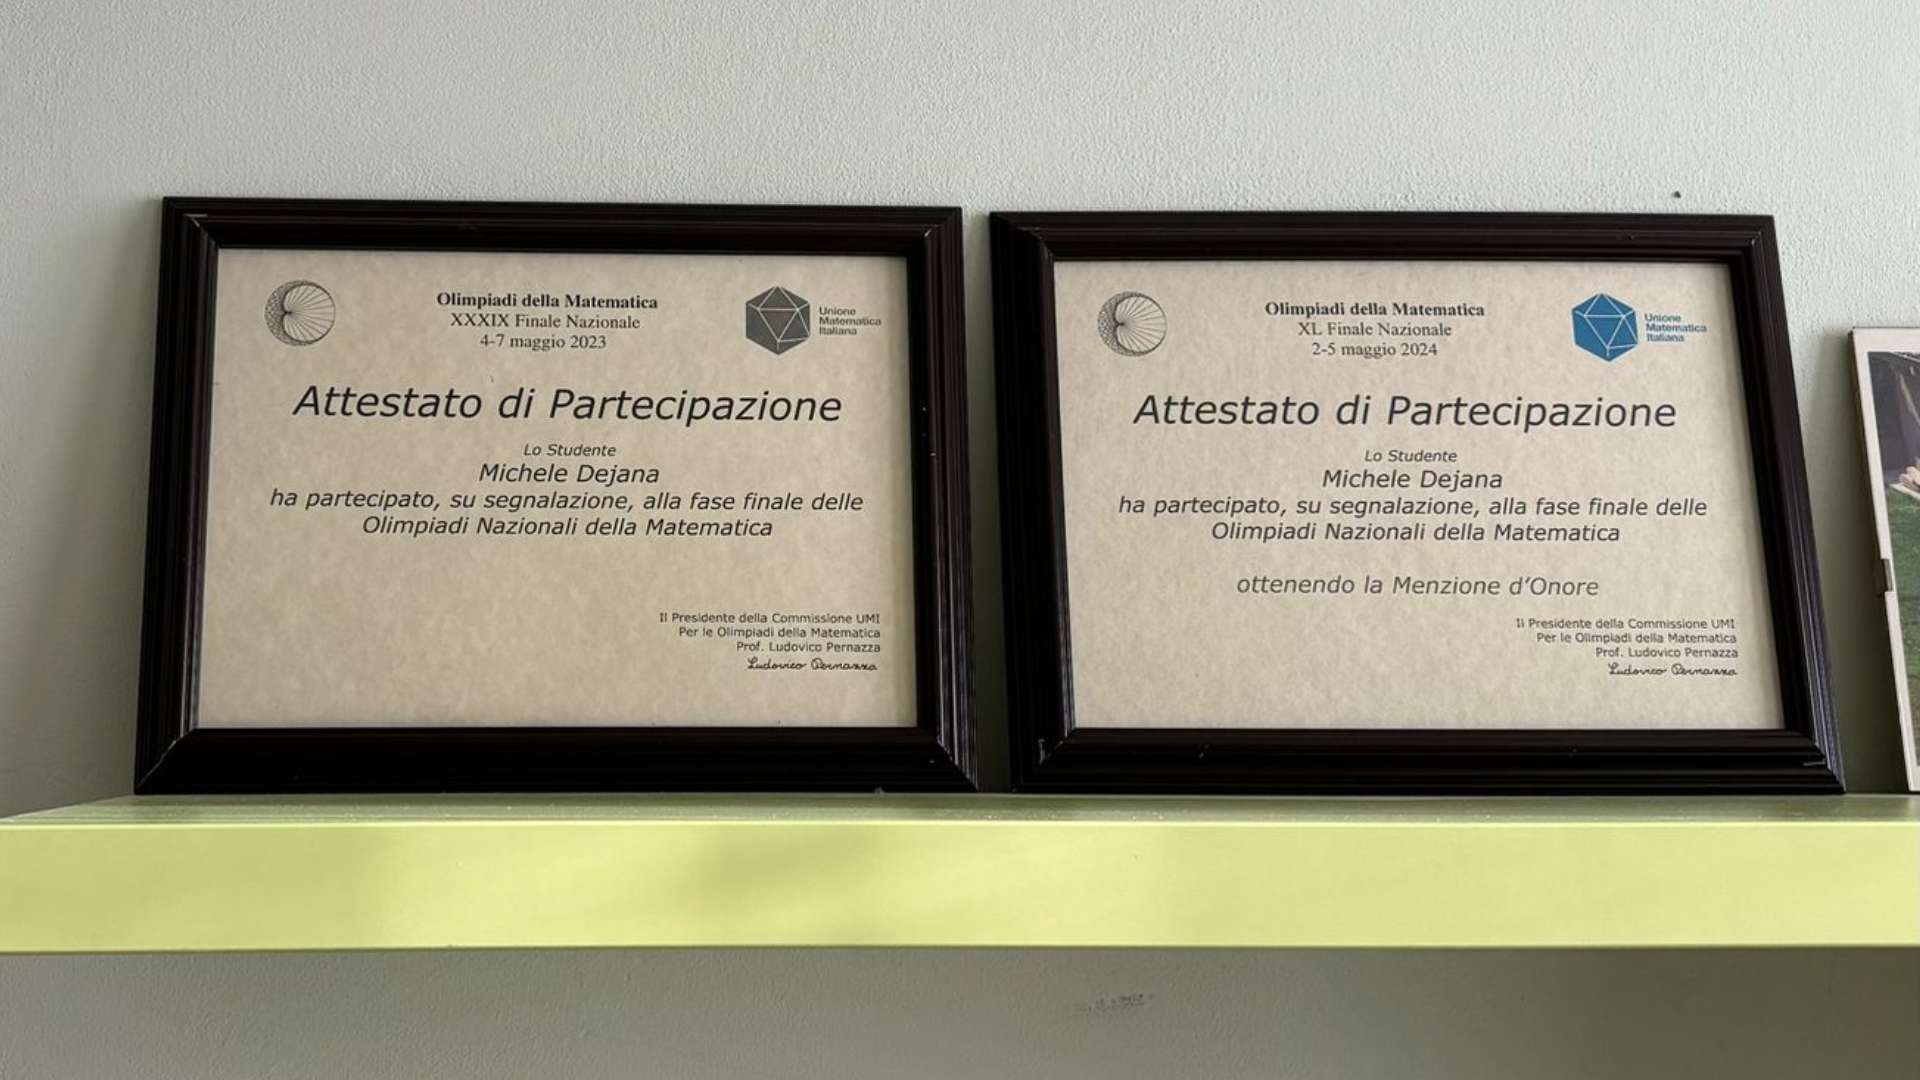 Olimpiadi della Matematica
XXXIX Finale Nazionale
4-7 maggio 2023
Unione
Matematica
Italiana
Attestato di Partecipazione
Lo Studente
Michele Dejana
ha partecipato, su segnalazione, alla fase finale delle
Olimpiadi Nazionali della Matematica
Il Presidente della Commissione UMI
Per le Olimpiadi della Matematica
Prof. Ludovico Pernazza
Ludovico Pernazza
Olimpiadi della Matematica
XL Finale Nazionale
2-5 maggio 2024
Unione
Matematica
Italiana
Attestato di Partecipazione
Lo Studente
Michele Dejana
ha partecipato, su segnalazione, alla fase finale delle
Olimpiadi Nazionali della Matematica
ottenendo la Menzione d'Onore
Il Presidente della Commissione UMI
Per le Olimpiadi della Matematica
Prof. Ludovico Pernazza
Ludovico Pernazza